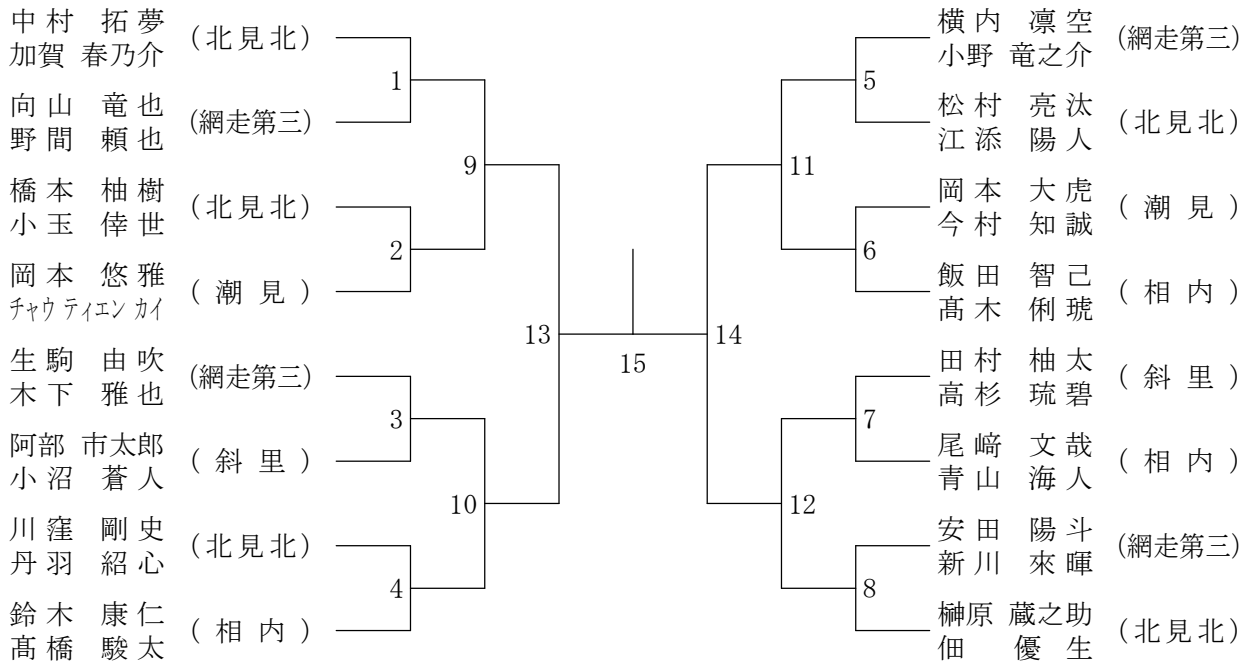 中村 拓夢
加賀 春乃介
(北見北)
向山 竜也
野間 頼也
(網走第三)
橋本 柚樹
小玉 倖世
(北見北)
岡本 悠雅
チャウ ティエン カイ
(潮見)
生駒 由吹
木下 雅也
(網走第三)
阿部 市太郎
小沼 蒼人
(斜里)
川窪 剛史
丹羽 紹心
(北見北)
鈴木 康仁
髙橋 駿太
(相内)
1
2
3
4
9
10
13
15
14
11
12
5
6
7
8
横内 凛空
小野 竜之介
(網走第三)
松村 亮汰
江添 陽人
(北見北)
岡本 大虎
今村 知誠
(潮見)
飯田 智己
髙木 俐琥
(相内)
田村 柚太
高杉 琉碧
(斜里)
尾﨑 文哉
青山 海人
(相内)
安田 陽斗
新川 來暉
(網走第三)
榊原 蔵之助
佃 優生
(北見北)